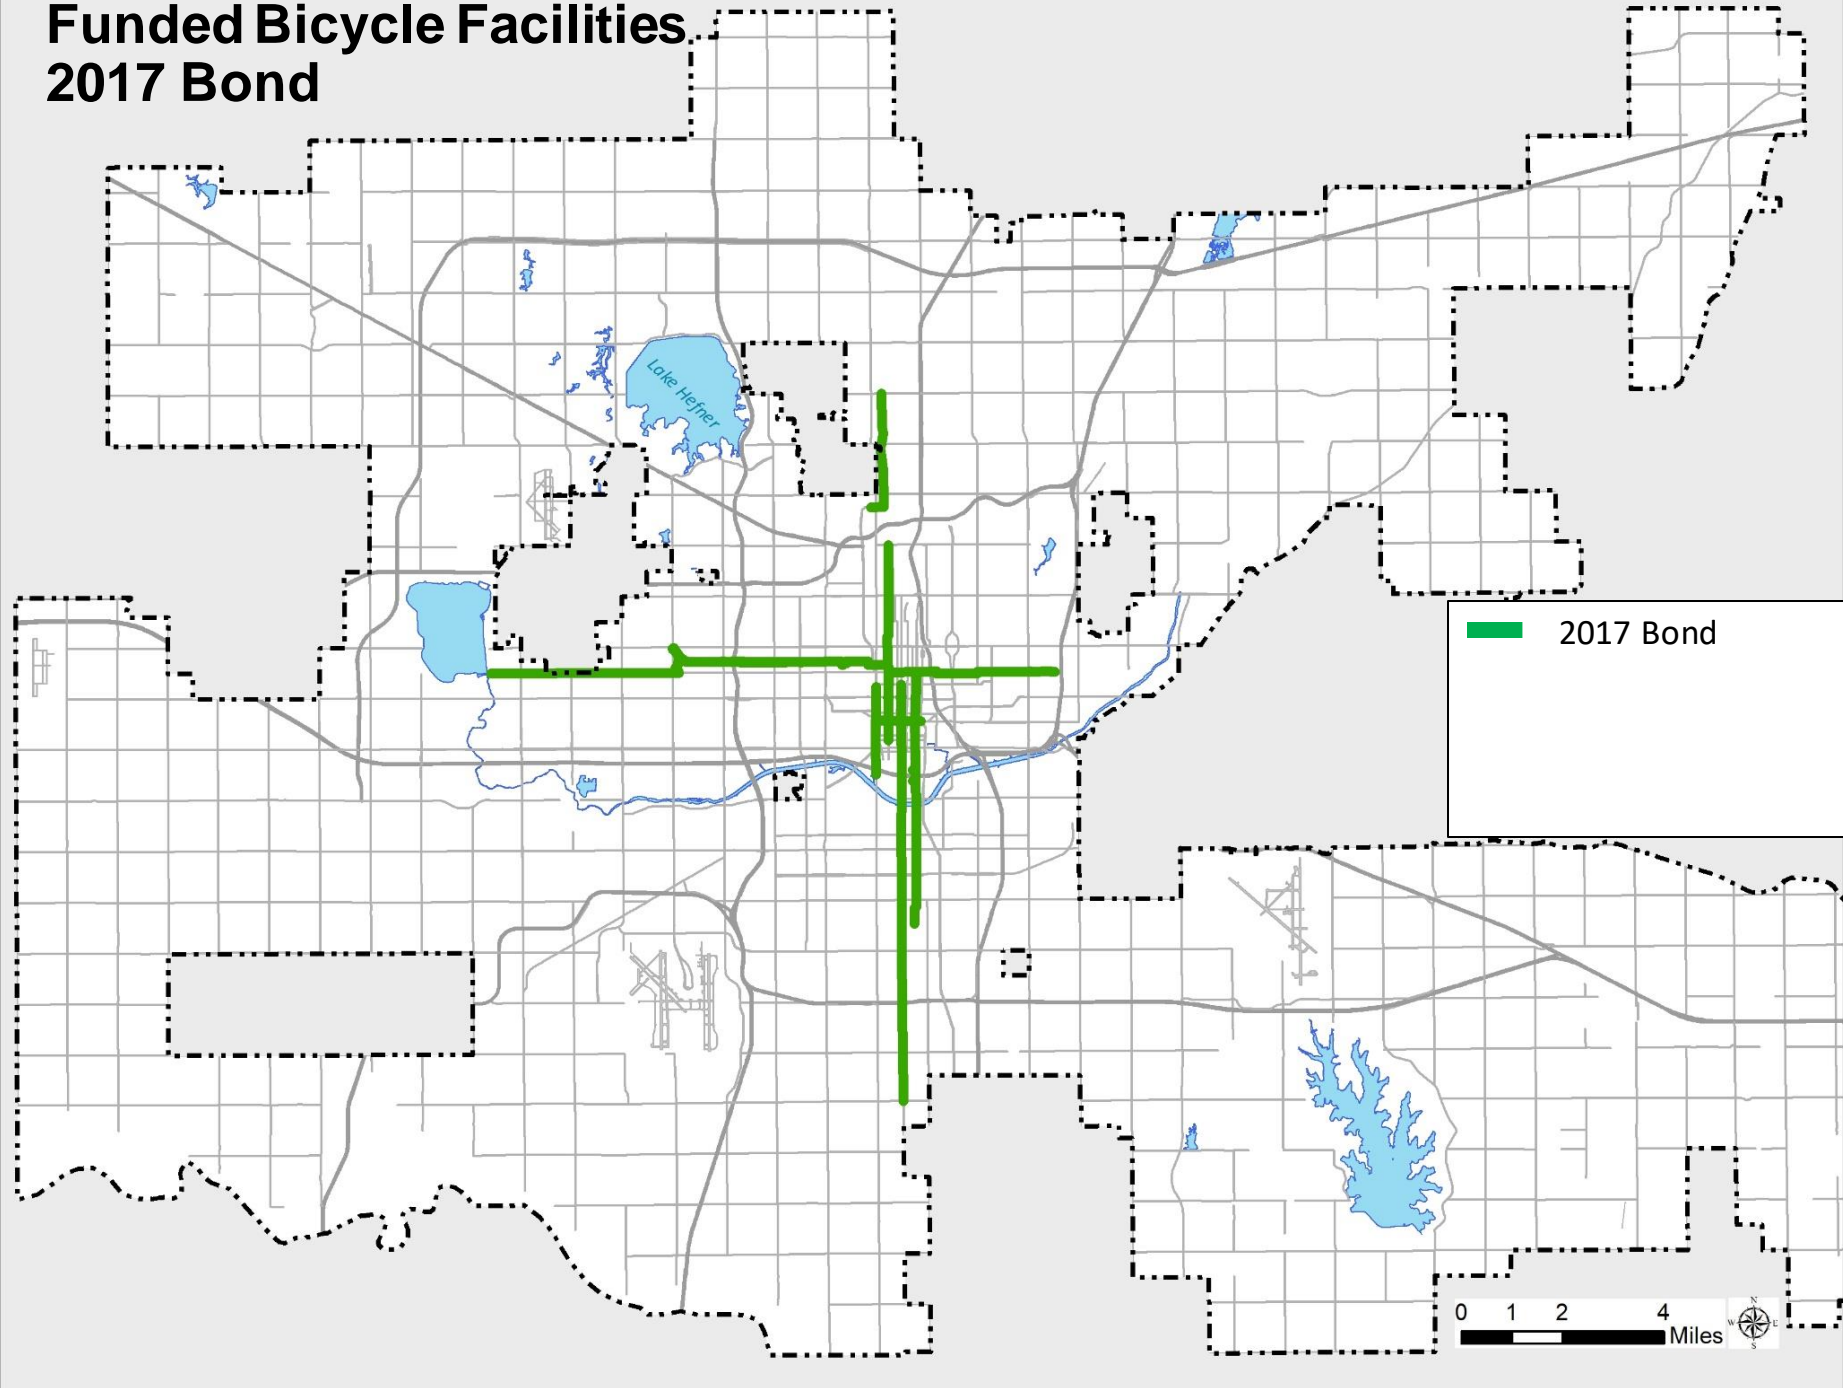 Funded Bicycle Facilities
2017 Bond
Lake Hefner
2017 Bond
0 1 2 4
Miles
N
W E
S